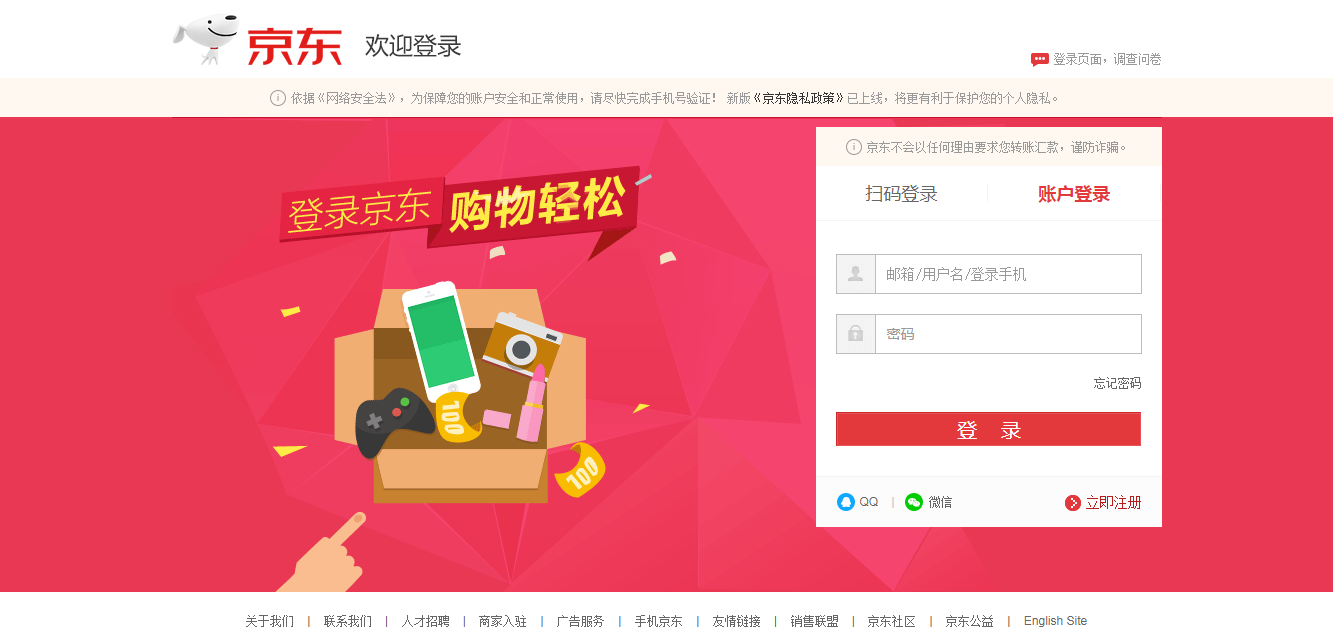 京东 欢迎登录
登录页面，调查问卷
依据《网络安全法》，为保障您的账户安全和正常使用，请尽快完成手机号验证！ 新版《京东隐私政策》已上线，将更有利于保护您的个人隐私。
京东不会以任何理由要求您转账汇款，谨防诈骗。
扫码登录 账户登录
登录京东 购物轻松
邮箱/用户名/登录手机
密码
忘记密码
登 录
100
100
QQ | 微信 立即注册
关于我们 | 联系我们 | 人才招聘 | 商家入驻 | 广告服务 | 手机京东 | 友情链接 | 销售联盟 | 京东社区 | 京东公益 | English Site